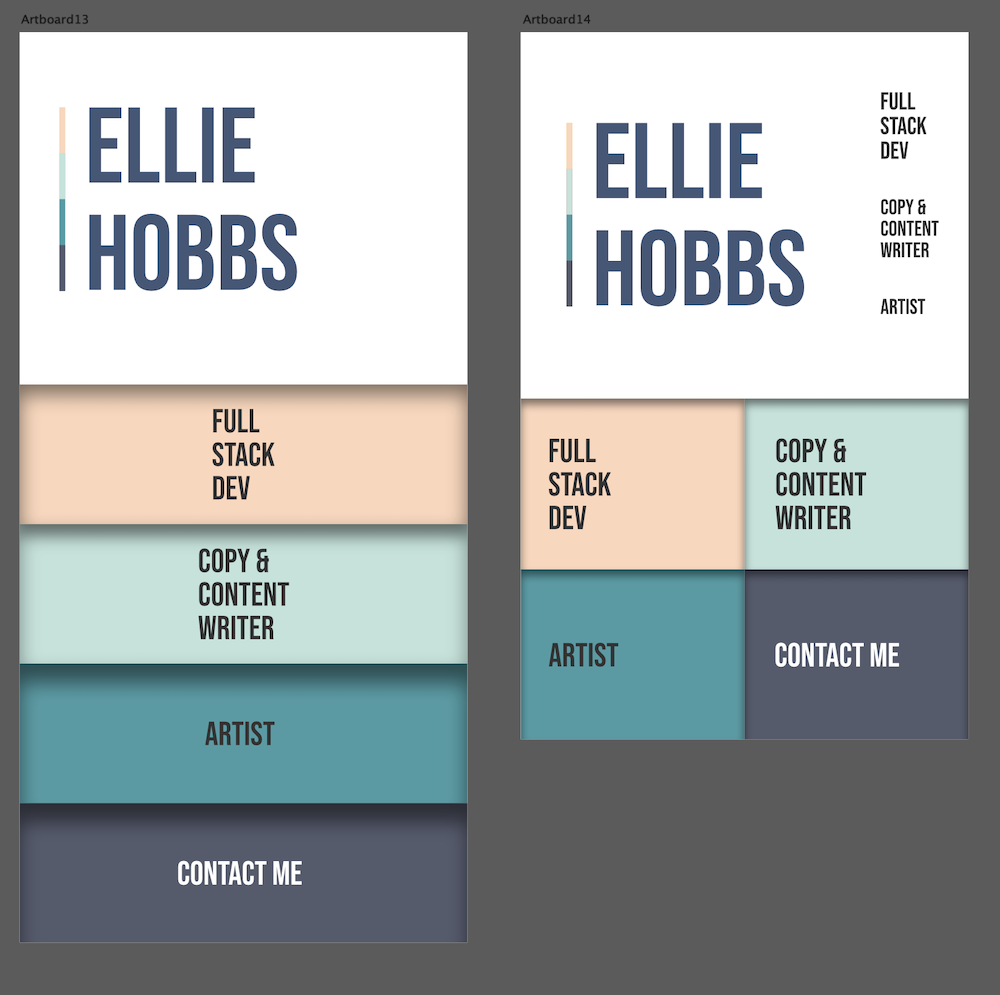 Artboard13
ELLIE
HOBBS
FULL
STACK
DEV
COPY &
CONTENT
WRITER
ARTIST
CONTACT ME
Artboard14
ELLIE
HOBBS
FULL
STACK
DEV
COPY &
CONTENT
WRITER
ARTIST
FULL
STACK
DEV
COPY &
CONTENT
WRITER
ARTIST
CONTACT ME